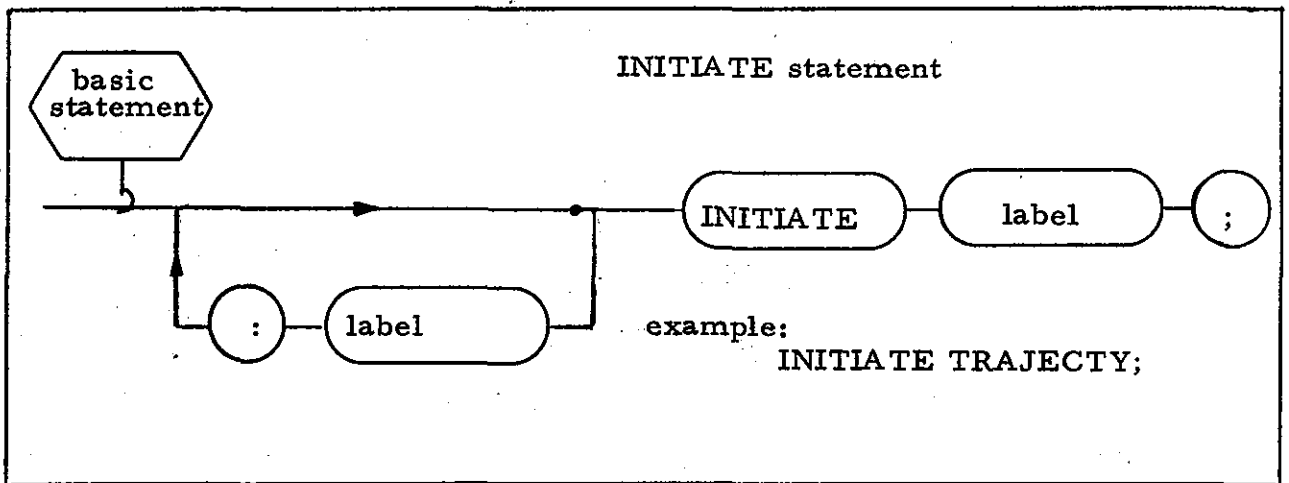 INITIATE statement
basic
statement
INITIATE label ;
: label
example:
INITIATE TRAJECTY;